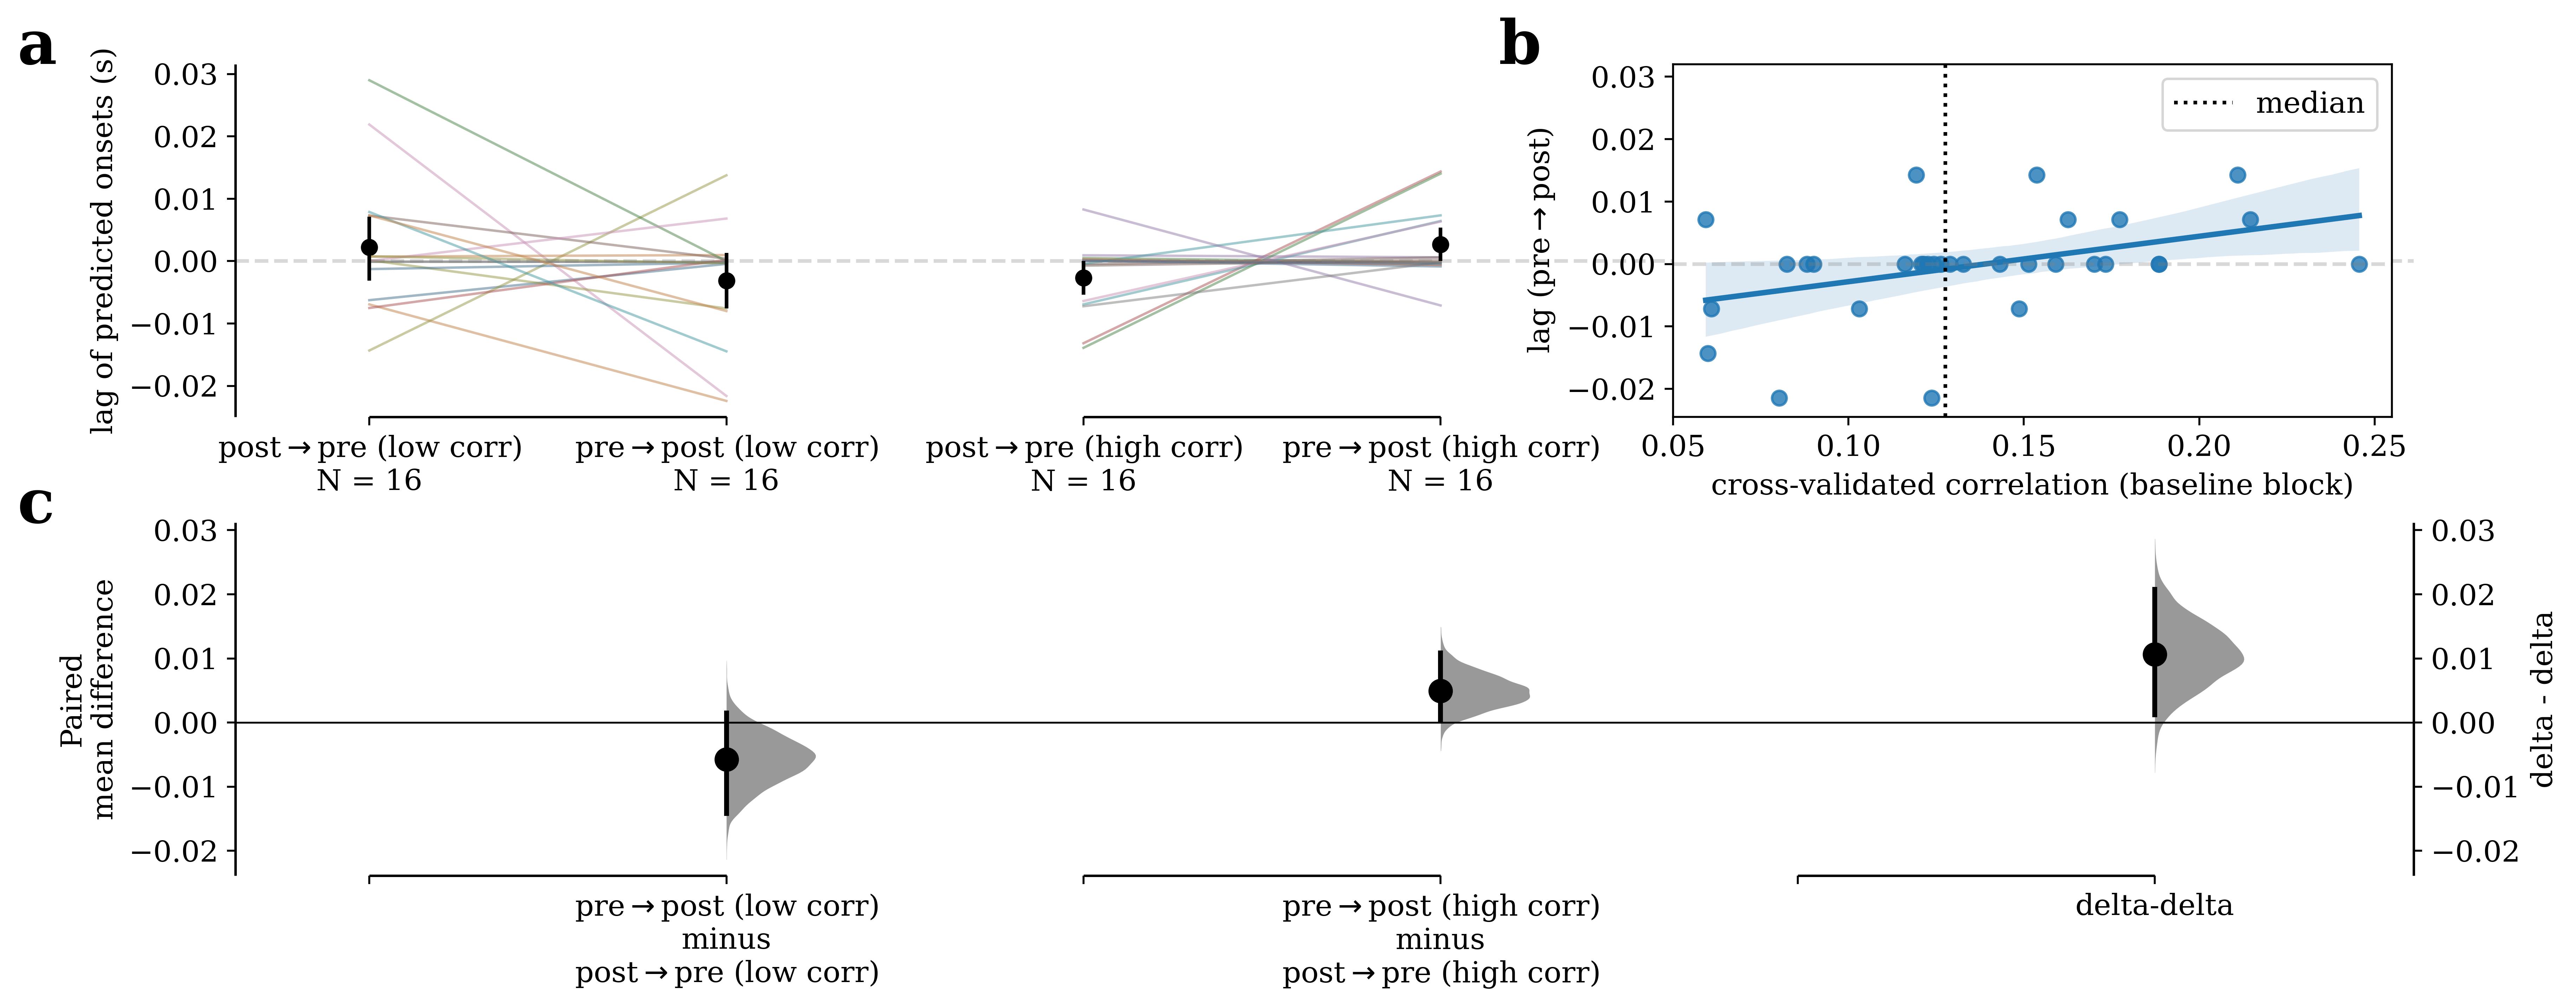 a
lag of predicted onsets (s)
0.03
0.02
0.01
0.00
−0.01
−0.02
post→pre (low corr)
N = 16
pre→post (low corr)
N = 16
post→pre (high corr)
N = 16
pre→post (high corr)
N = 16
b
lag (pre→post)
0.03
0.02
0.01
0.00
−0.01
−0.02
median
0.05
0.10
0.15
0.20
0.25
cross-validated correlation (baseline block)
c
Paired
mean difference
0.03
0.02
0.01
0.00
−0.01
−0.02
pre→post (low corr)
minus
post→pre (low corr)
pre→post (high corr)
minus
post→pre (high corr)
delta-delta
0.03
0.02
0.01
0.00
−0.01
−0.02
delta - delta